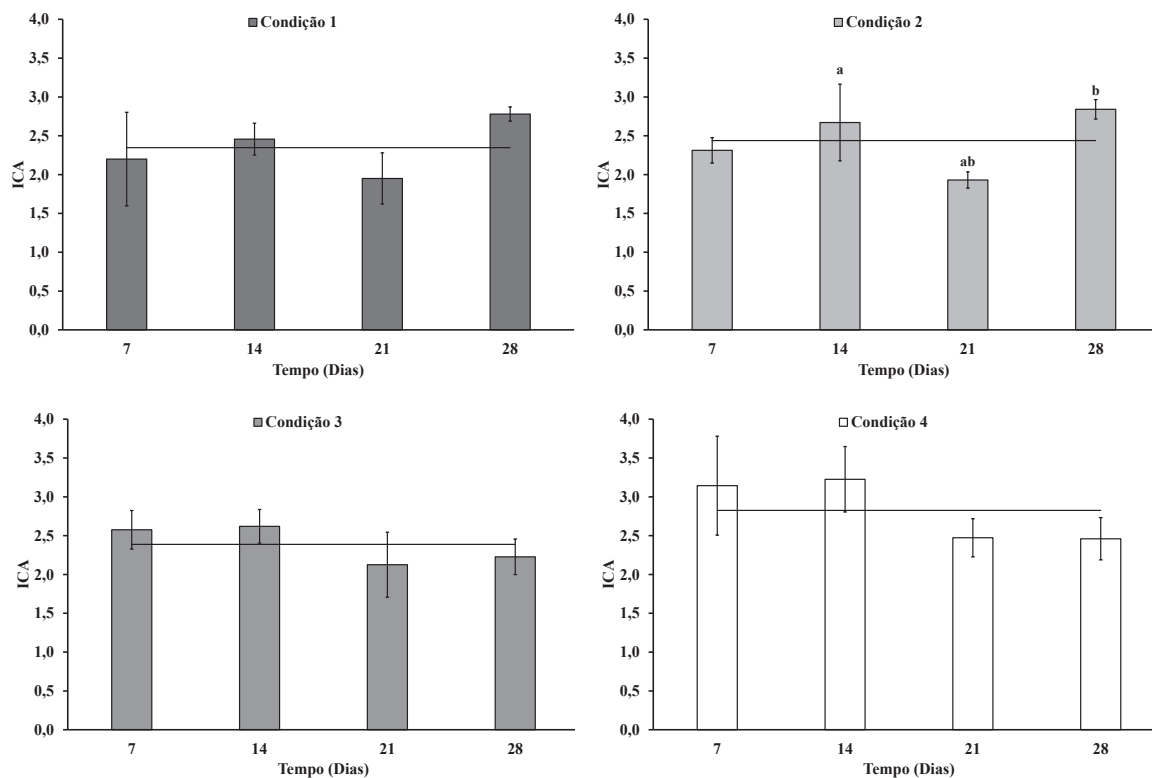 Condição 1
ICA
4,0
3,5
3,0
2,5
2,0
1,5
1,0
0,5
0,0
7 14 21 28
Tempo (Dias)
Condição 2
ICA
4,0
3,5
3,0
2,5
2,0
1,5
1,0
0,5
0,0
a
ab
b
7 14 21 28
Tempo (Dias)
Condição 3
ICA
4,0
3,5
3,0
2,5
2,0
1,5
1,0
0,5
0,0
7 14 21 28
Tempo (Dias)
Condição 4
ICA
4,0
3,5
3,0
2,5
2,0
1,5
1,0
0,5
0,0
7 14 21 28
Tempo (Dias)